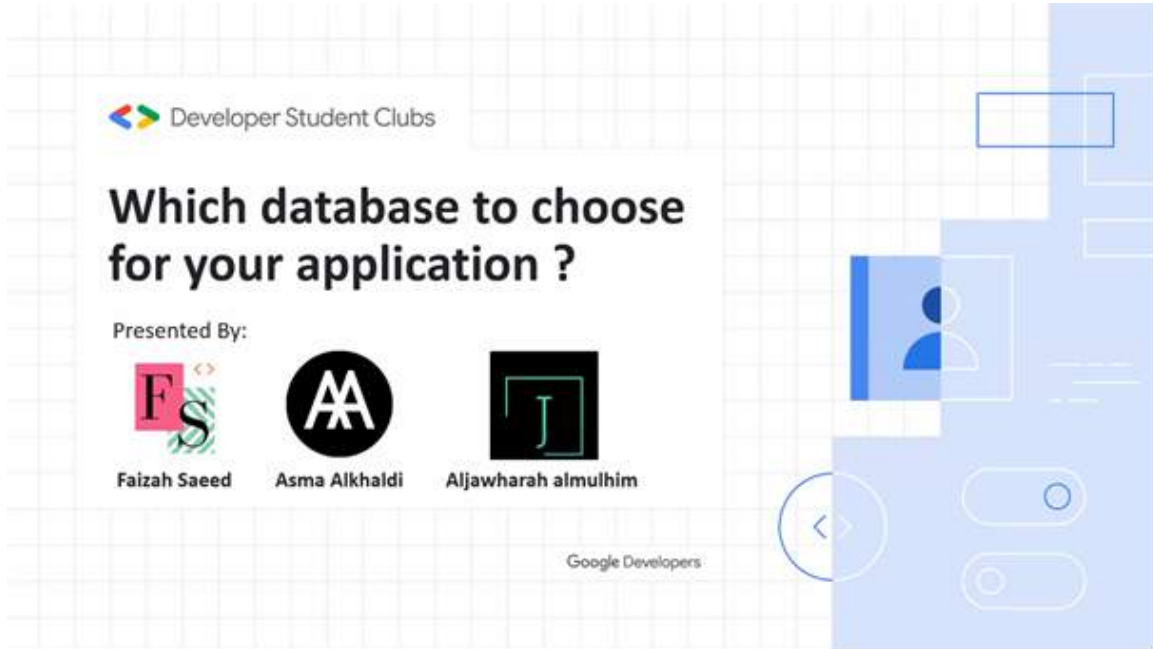 Developer Student Clubs
Which database to choose
for your application ?
Presented By:
F
S
AA
J
Faizah Saeed
Asma Alkhaldi
Aljawharah almulhim
Google Developers